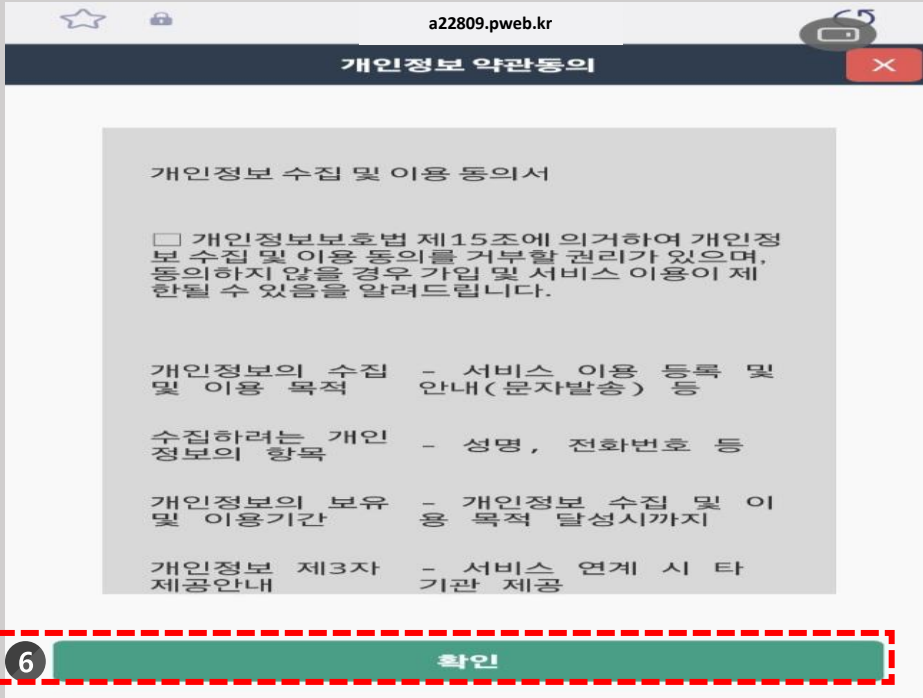 a22809.pweb.kr
개인정보 약관동의
개인정보 수집 및 이용 동의서
□ 개인정보보호법 제15조에 의거하여 개인정
보 수집 및 이용 동의를 거부할 권리가 있으며,
동의하지 않을 경우 가입 및 서비스 이용이 제
한될 수 있음을 알려드립니다.
개인정보의 수집 - 서비스 이용 등록 및
및 이용 목적 안내(문자발송) 등
수집하려는 개인
정보의 항목 - 성명, 전화번호 등
개인정보의 보유 - 개인정보 수집 및 이
및 이용기간 용 목적 달성시까지
개인정보 제3자 - 서비스 연계 시 타
제공안내 기관 제공
6 확인